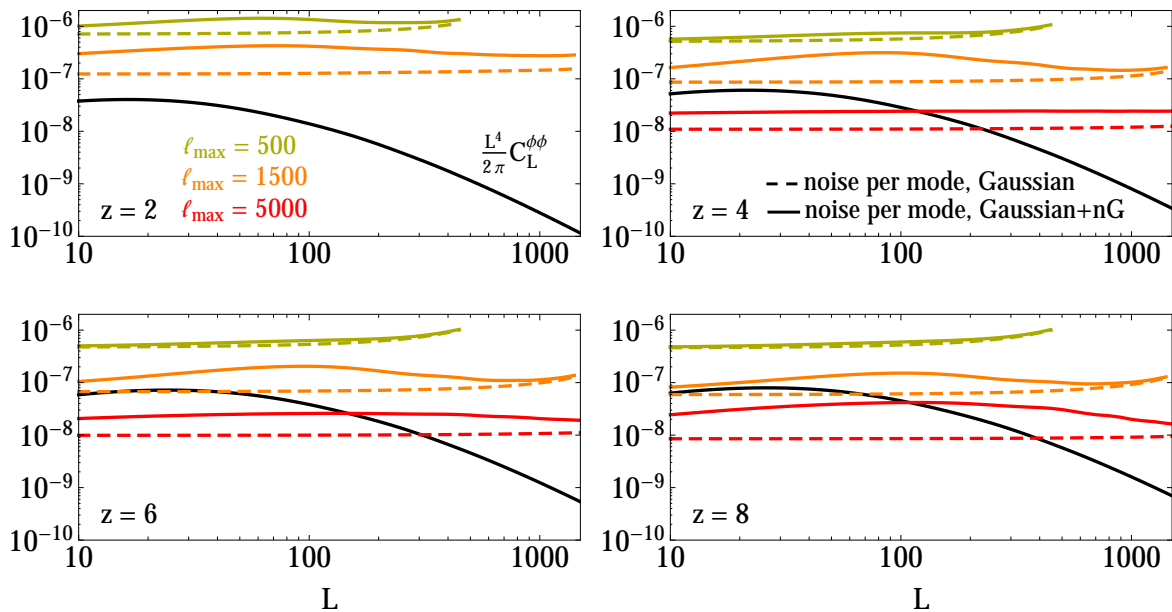 10⁻⁶
10⁻⁷
10⁻⁸
10⁻⁹
10⁻¹⁰
10 100 1000
ℓmax = 500
ℓmax = 1500
ℓmax = 5000
L⁴/2π C_L^ϕϕ
z = 2
10⁻⁶
10⁻⁷
10⁻⁸
10⁻⁹
10⁻¹⁰
10 100 1000
noise per mode, Gaussian
noise per mode, Gaussian+nG
z = 4
10⁻⁶
10⁻⁷
10⁻⁸
10⁻⁹
10⁻¹⁰
10 100 1000
z = 6
L
10⁻⁶
10⁻⁷
10⁻⁸
10⁻⁹
10⁻¹⁰
10 100 1000
z = 8
L